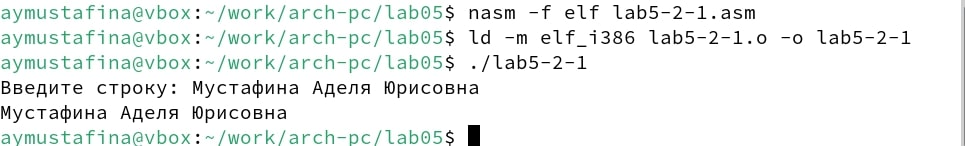 aymustafina@vbox:~/work/arch-pc/lab05$ nasm -f elf lab5-2-1.asm
aymustafina@vbox:~/work/arch-pc/lab05$ ld -m elf_i386 lab5-2-1.o -o lab5-2-1
aymustafina@vbox:~/work/arch-pc/lab05$ ./lab5-2-1
Введите строку: Мустафина Аделя Юрисовна
Мустафина Аделя Юрисовна
aymustafina@vbox:~/work/arch-pc/lab05$